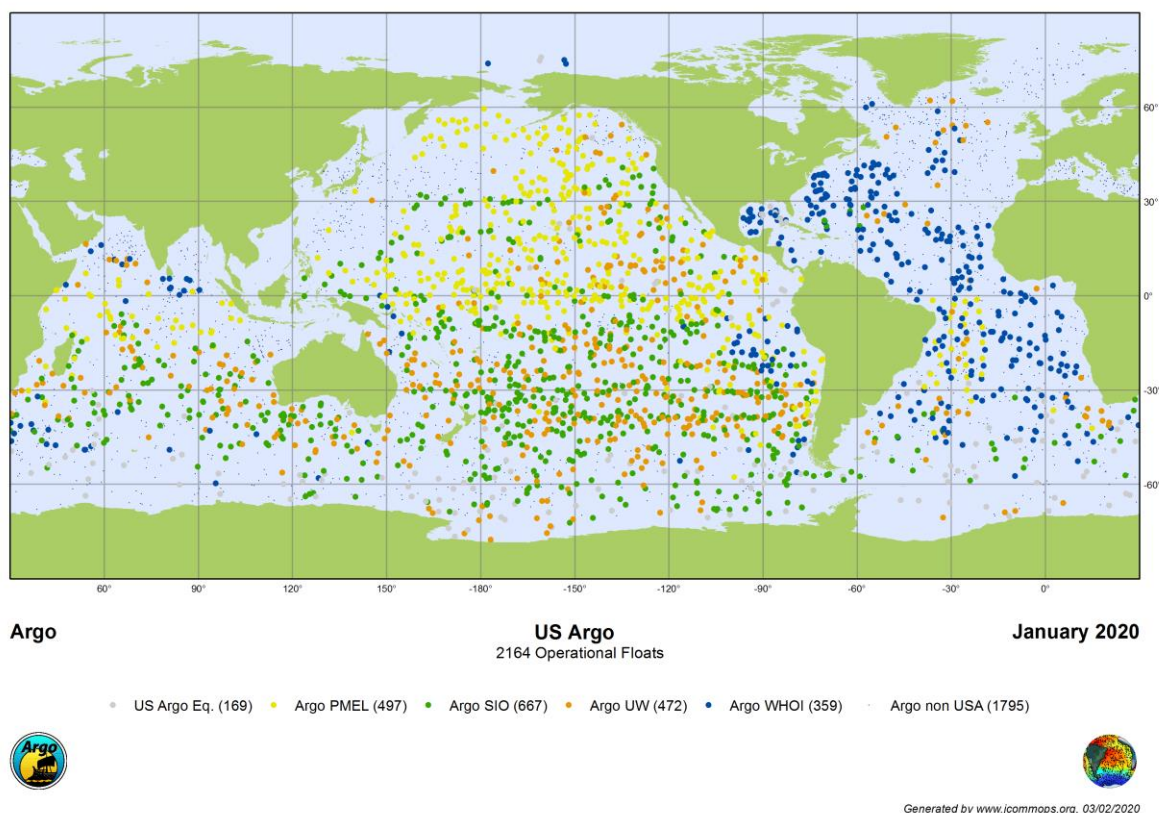 60°
30°
0°
-30°
-60°
60° 90° 120° 150° -180° -150° -120° -90° -60° -30° 0°
Argo US Argo January 2020
2164 Operational Floats
US Argo Eq. (169) Argo PMEL (497) Argo SIO (667) Argo UW (472) Argo WHOI (359) Argo non USA (1795)
Argo
Generated by www.jcommops.org, 03/02/2020